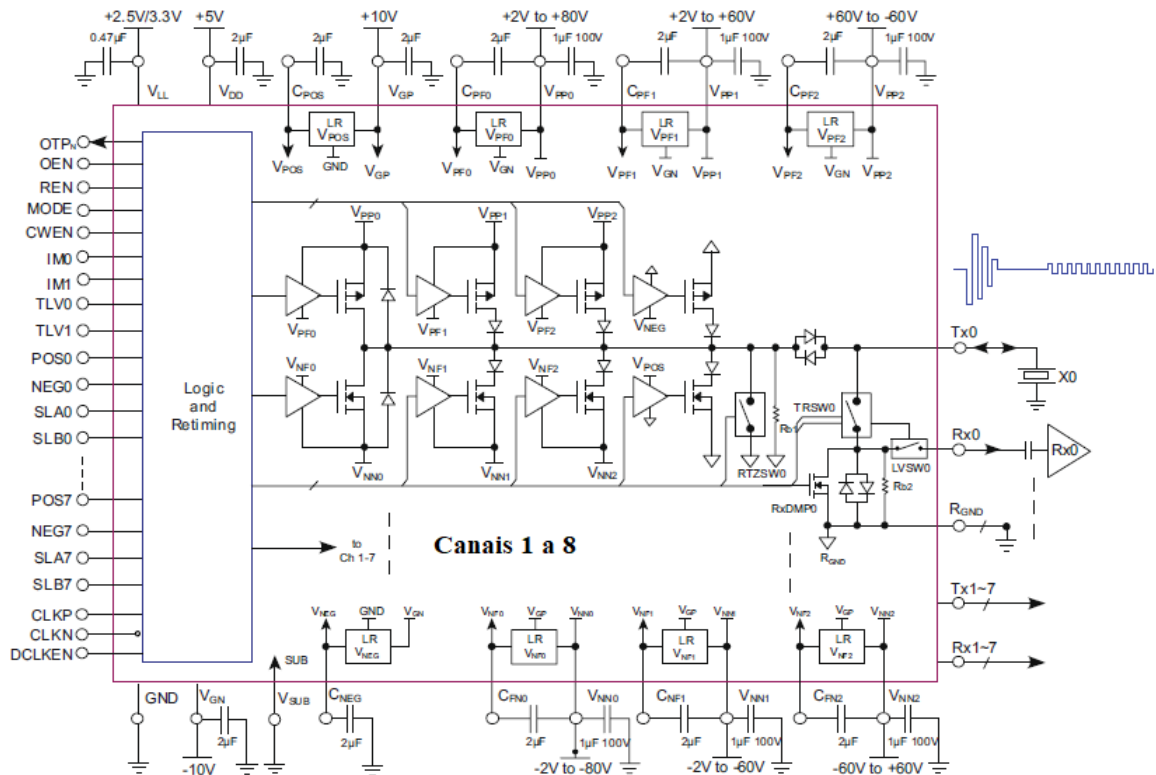 +2.5V/3.3V +5V +10V +2V to +80V +2V to +60V +60V to -60V
0.47µF 2µF 2µF 2µF 2µF 1µF 100V 2µF 1µF 100V 2µF 1µF 100V
VLL VDD CPOS VGP CPF0 VPP0 CPF1 VPP1 CPF2 VPP2
LR VPOS LR VPF0 LR VPF1 LR VPF2
GND VGN VGN VGN
VPOS VGP VPF0 VPP0 VPF1 VPP1 VPF2 VPP2
OTPN
OEN
REN
MODE
CWEN
IM0
IM1
TLV0
TLV1
POS0
NEG0
SLA0
SLB0
POS7
NEG7
SLA7
SLB7
CLKP
CLKN
DCLKEN
Logic
and
Retiming
VPP0 VPP1 VPP2
VPF0 VPF1 VPF2 VNEG
VNF0 VNF1 VNF2 VPOS
VNN0 VNN1 VNN2
RTZSW0 Rb1 TRSW0
LVSW0
RxDMP0 Rb2
RGND
Tx0
X0
Rx0 Rx0
RGND
Tx1~7
Rx1~7
to
Ch 1-7
Canais 1 a 8
VNEG GND VGN VNF0 VGP VNN0 VNF1 VGP VNN1 VNF2 VGP VNN2
LR VNEG LR VNF0 LR VNF1 LR VNF2
SUB
GND VGN VSUB CNEG CFN0 VNN0 CNF1 VNN1 CFN2 VNN2
2µF 2µF 2µF 1µF 100V 2µF 1µF 100V 2µF 1µF 100V
-10V -2V to -80V -2V to -60V -60V to +60V